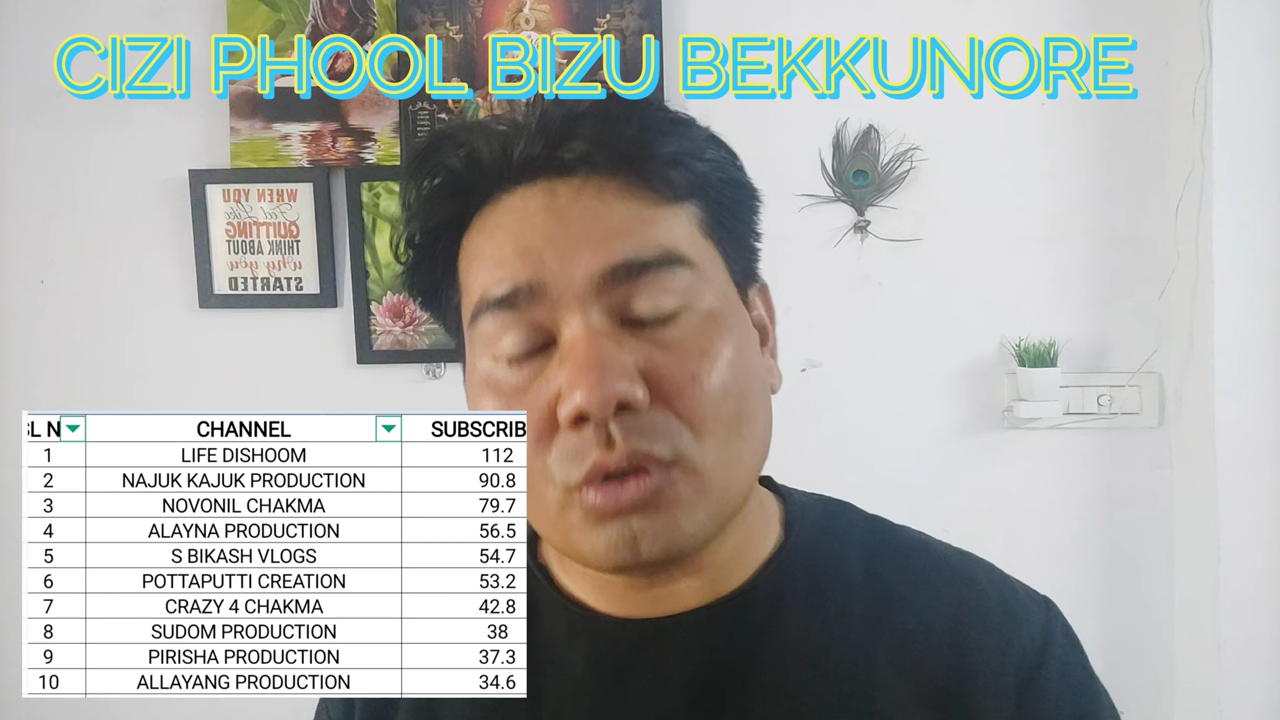 CIZI PHOOL BIZU BEKKUNORE
WHEN YOU
Feel Like
QUITTING
THINK ABOUT
why you
STARTED
SL N CHANNEL SUBSCRIB
1 LIFE DISHOOM 112
2 NAJUK KAJUK PRODUCTION 90.8
3 NOVONIL CHAKMA 79.7
4 ALAYNA PRODUCTION 56.5
5 S BIKASH VLOGS 54.7
6 POTTAPUTTI CREATION 53.2
7 CRAZY 4 CHAKMA 42.8
8 SUDOM PRODUCTION 38
9 PIRISHA PRODUCTION 37.3
10 ALLAYANG PRODUCTION 34.6